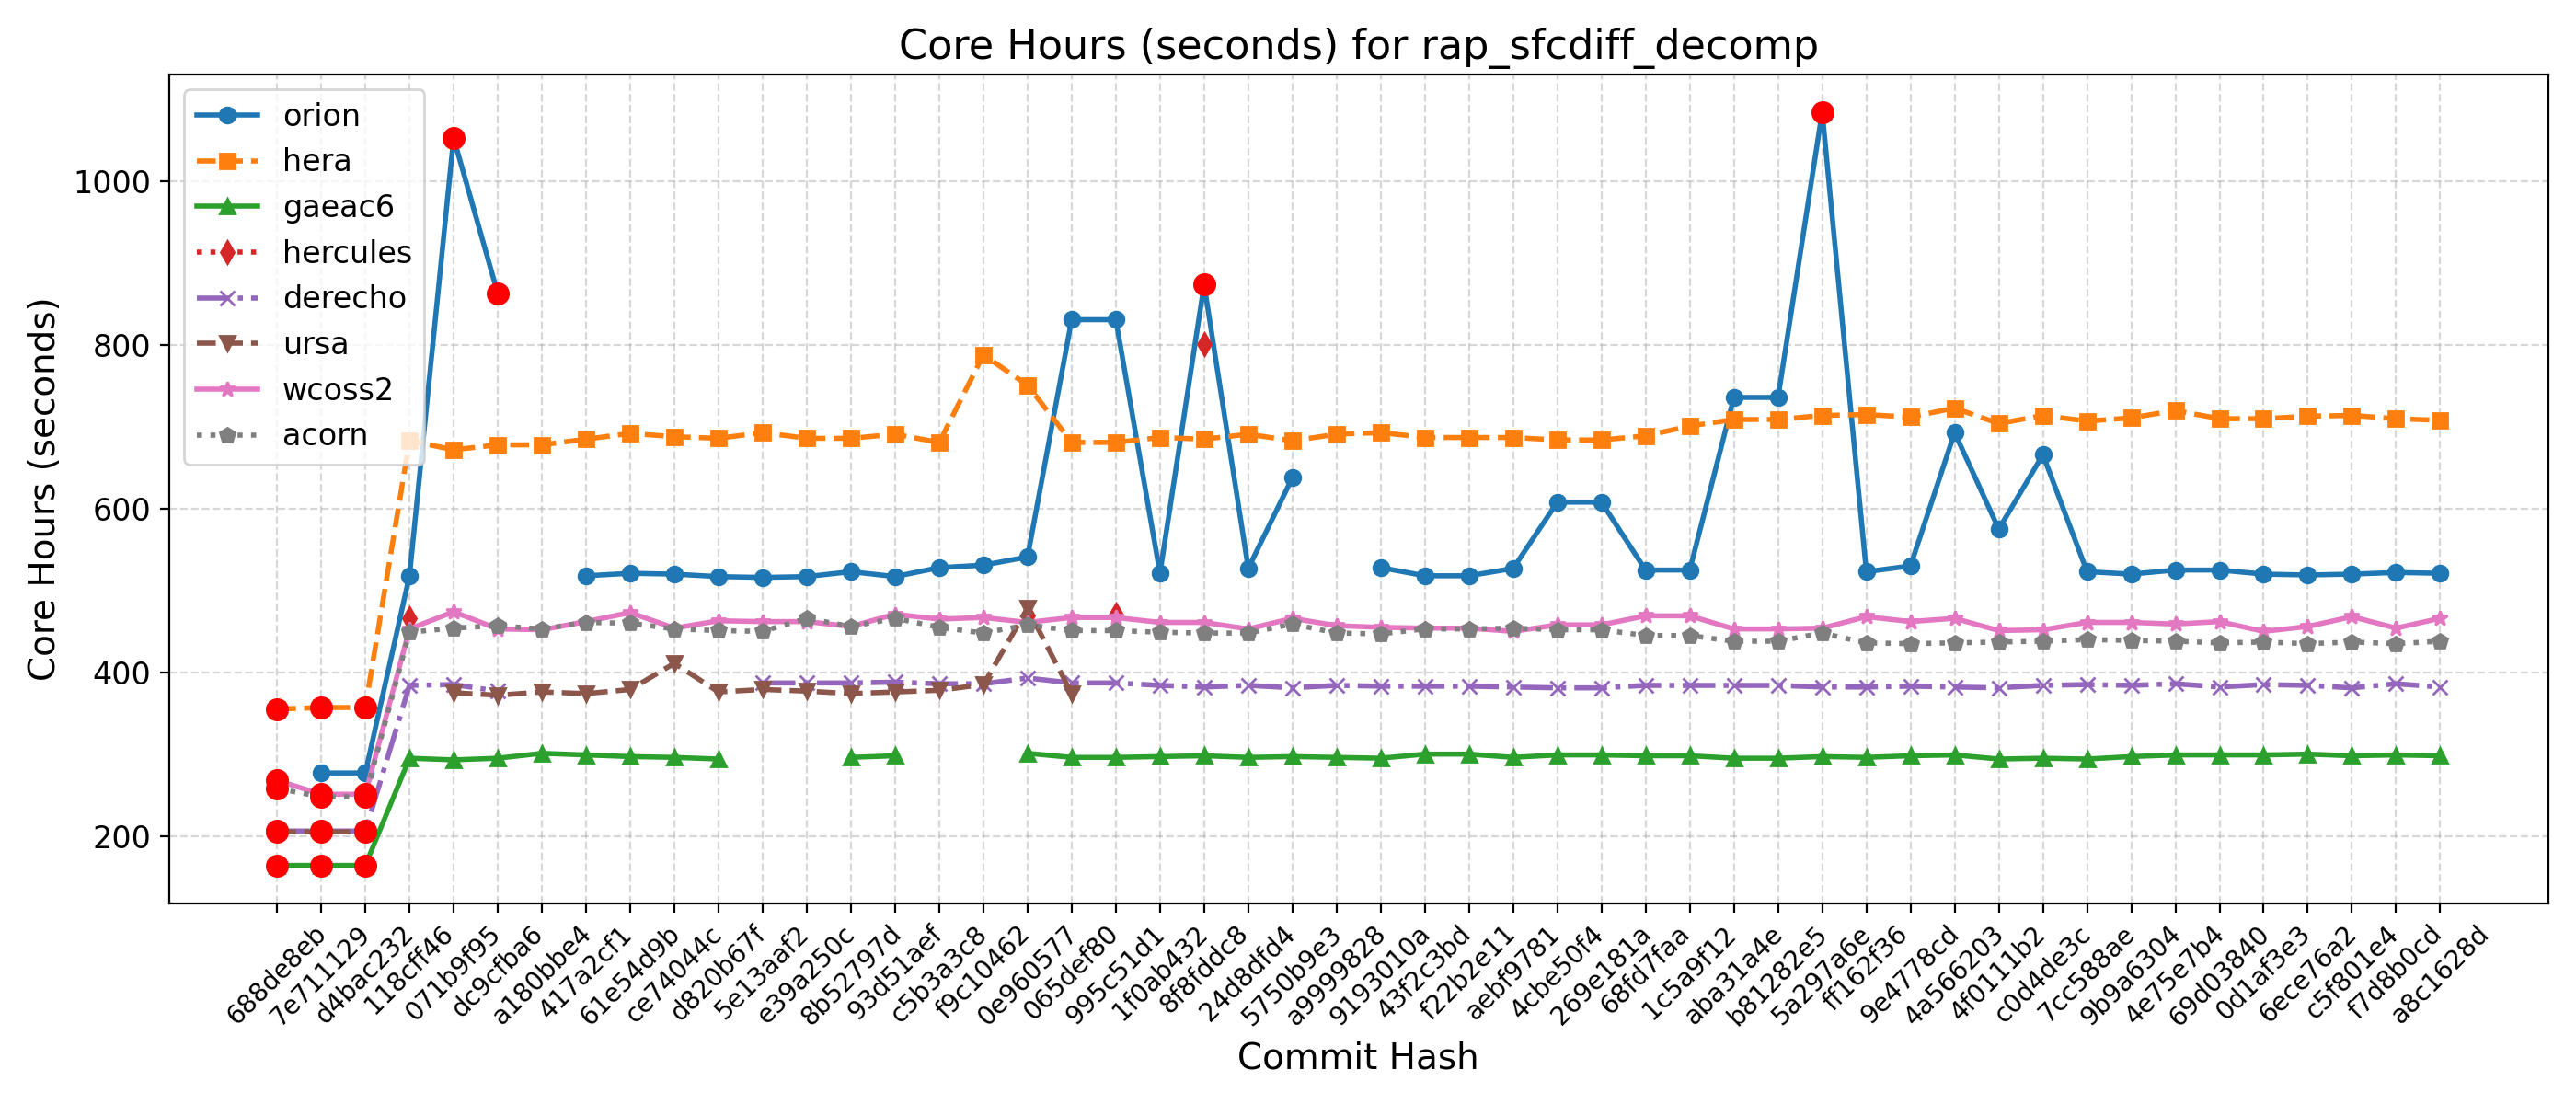 Core Hours (seconds) for rap_sfcdiff_decomp
orion
hera
gaeac6
hercules
derecho
ursa
wcoss2
acorn
Core Hours (seconds)
1000
800
600
400
200
688de8eb
7e711129
d4bac232
118cff46
071b9f95
dc9cfba6
a180bbe4
417a2cf1
61e54d9b
ce74044c
d820b67f
5e13aaf2
e39a250c
8b52797d
93d51aef
c5b3a3c8
f9c10462
0e960577
065def80
995c51d1
1f0ab432
8f8fddc8
24d8dfd4
5750b9e3
a9999828
9193010a
43f2c3bd
f22b2e11
aebf9781
4cbe50f4
269e181a
68fd7faa
1c5a9f12
aba31a4e
b81282e5
5a297a6e
ff162f36
9e4778cd
4a566203
4f0111b2
c0d4de3c
7cc588ae
9b9a6304
4e75e7b4
69d03840
0d1af3e3
6ece76a2
c5f801e4
f7d8b0cd
a8c1628d
Commit Hash